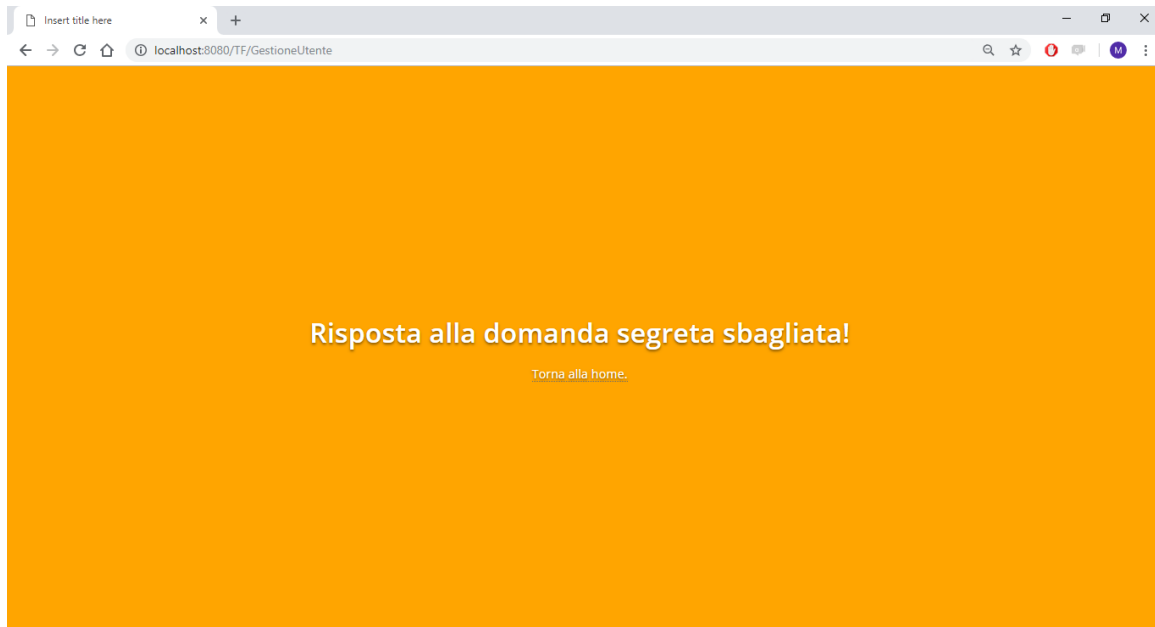 Insert title here
localhost:8080/TF/GestioneUtente
M
Risposta alla domanda segreta sbagliata!
Torna alla home.